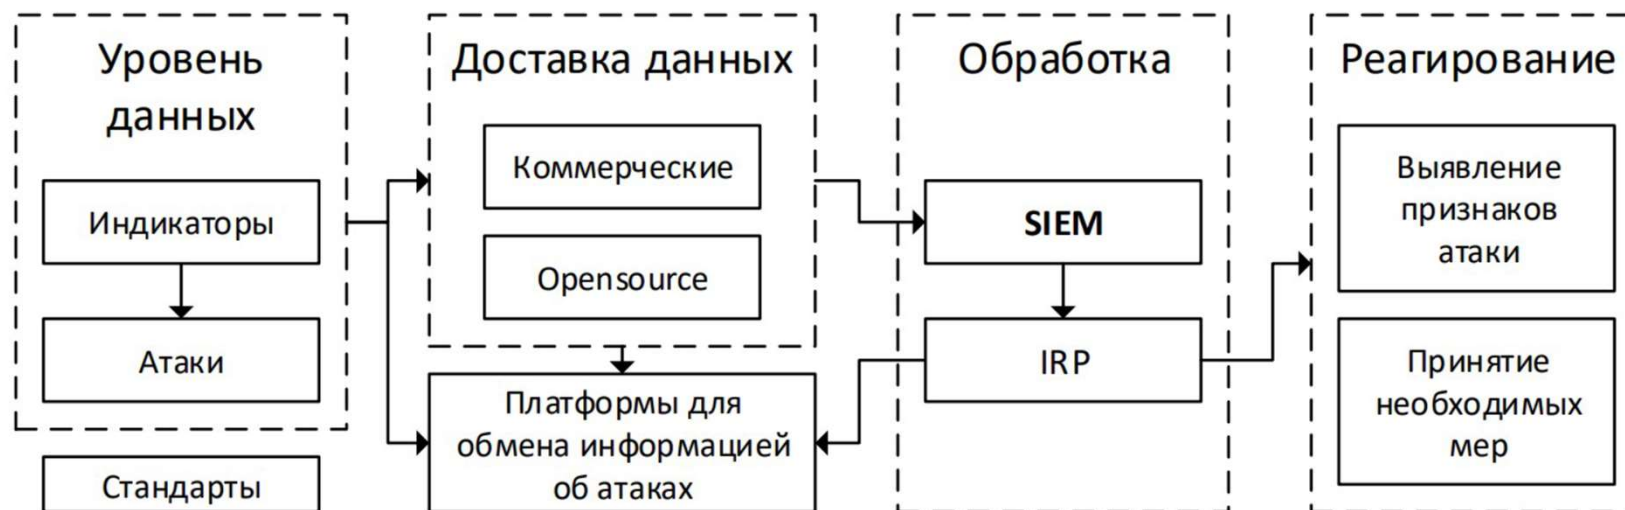 Уровень
данных
Индикаторы
Атаки
Стандарты
Доставка данных
Коммерческие
Opensource
Платформы для
обмена информацией
об атаках
Обработка
SIEM
IRP
Реагирование
Выявление
признаков
атаки
Принятие
необходимых
мер